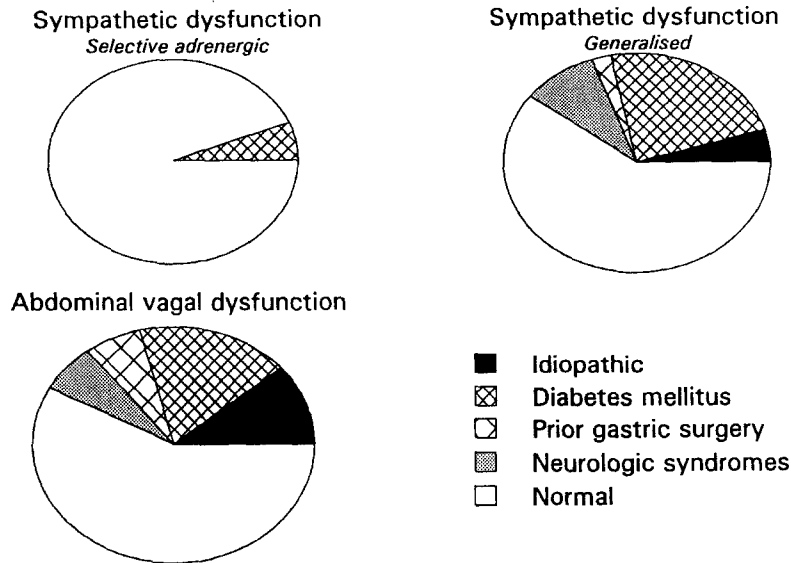 Sympathetic dysfunction
Selective adrenergic
Sympathetic dysfunction
Generalised
Abdominal vagal dysfunction
Idiopathic
Diabetes mellitus
Prior gastric surgery
Neurologic syndromes
Normal